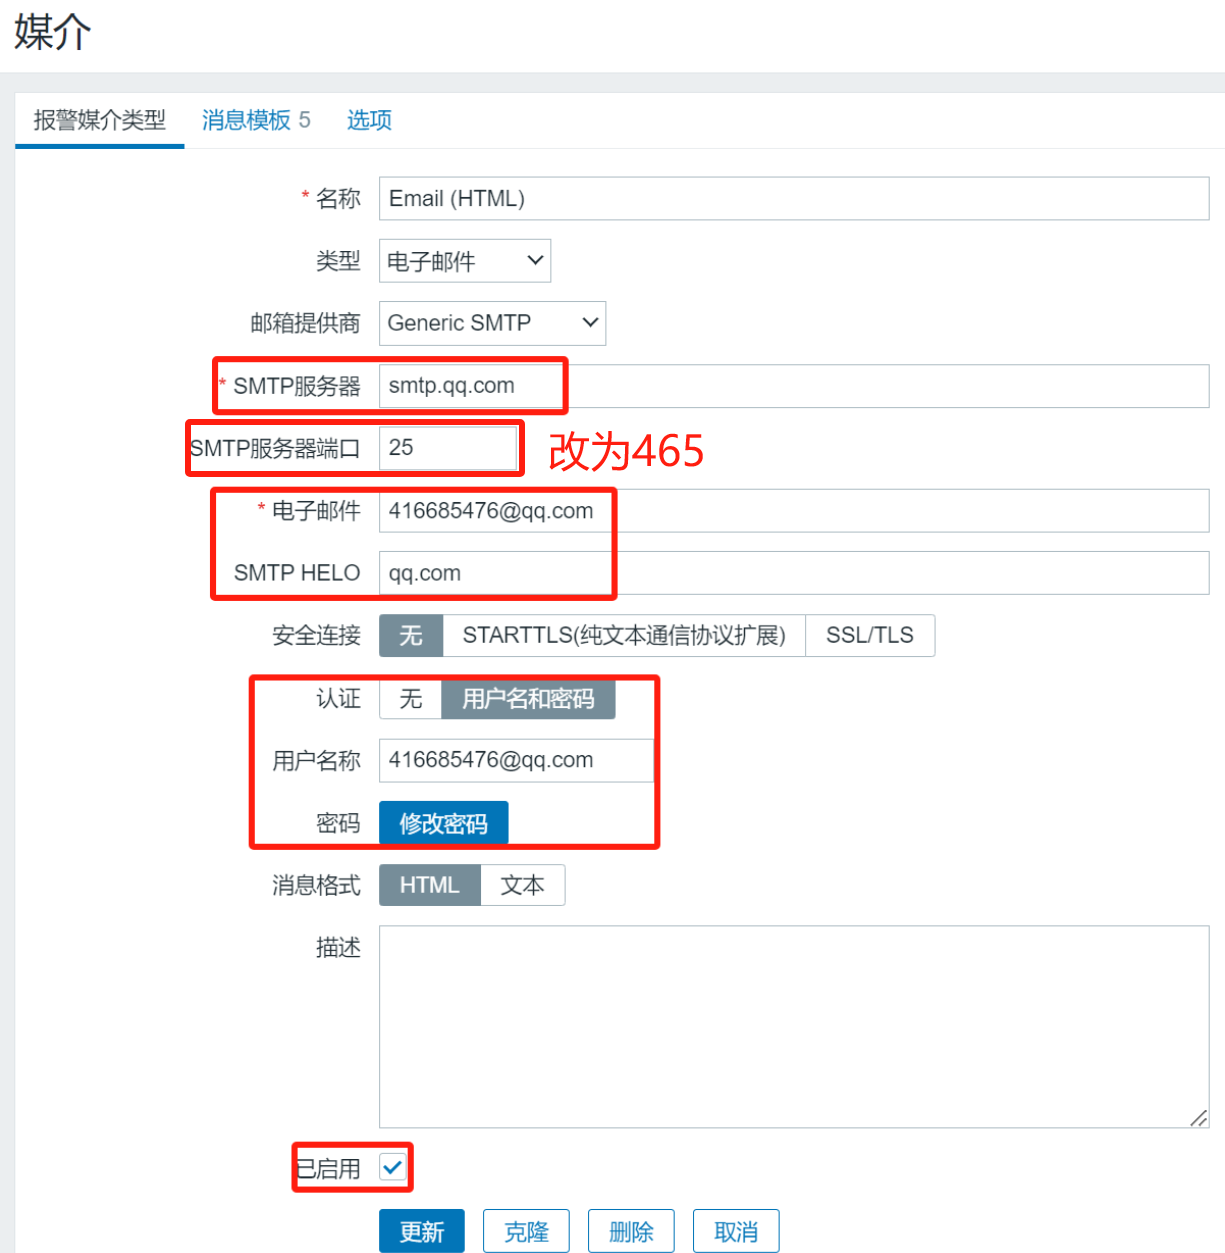 媒介
报警媒介类型 消息模板 5 选项
* 名称 Email (HTML)
类型 电子邮件
邮箱提供商 Generic SMTP
* SMTP服务器 smtp.qq.com
SMTP服务器端口 25 改为465
* 电子邮件 416685476@qq.com
SMTP HELO qq.com
安全连接 无 STARTTLS(纯文本通信协议扩展) SSL/TLS
认证 无 用户名和密码
用户名称 416685476@qq.com
密码 修改密码
消息格式 HTML 文本
描述
已启用
更新 克隆 删除 取消